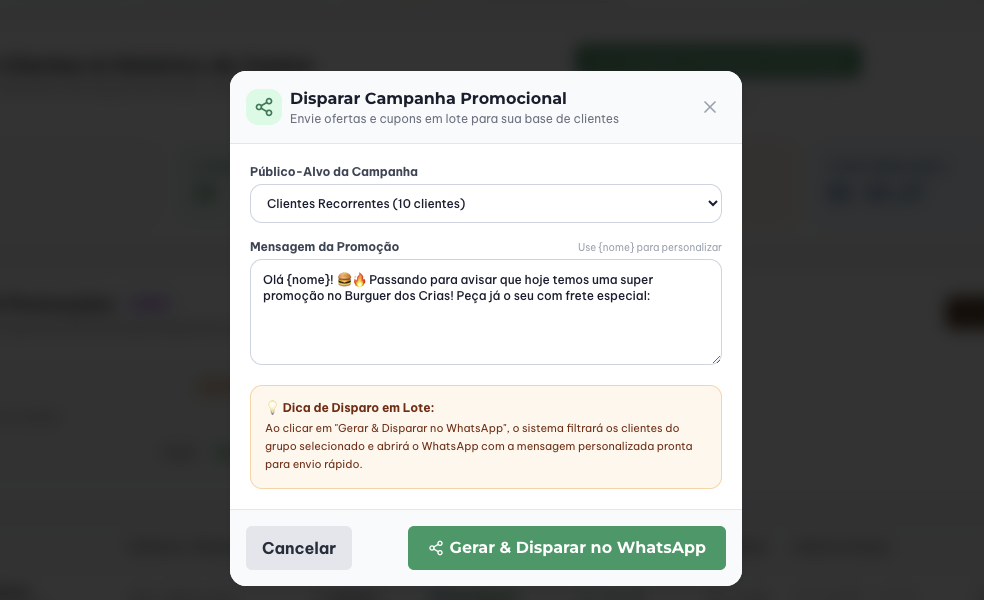 Disparar Campanha Promocional
Envie ofertas e cupons em lote para sua base de clientes
Público-Alvo da Campanha
Clientes Recorrentes (10 clientes)
Mensagem da Promoção
Use {nome} para personalizar
Olá {nome}! 🍔🔥 Passando para avisar que hoje temos uma super
promoção no Burguer dos Crias! Peça já o seu com frete especial:
💡 Dica de Disparo em Lote:
Ao clicar em "Gerar & Disparar no WhatsApp", o sistema filtrará os clientes do
grupo selecionado e abrirá o WhatsApp com a mensagem personalizada pronta
para envio rápido.
Cancelar
Gerar & Disparar no WhatsApp